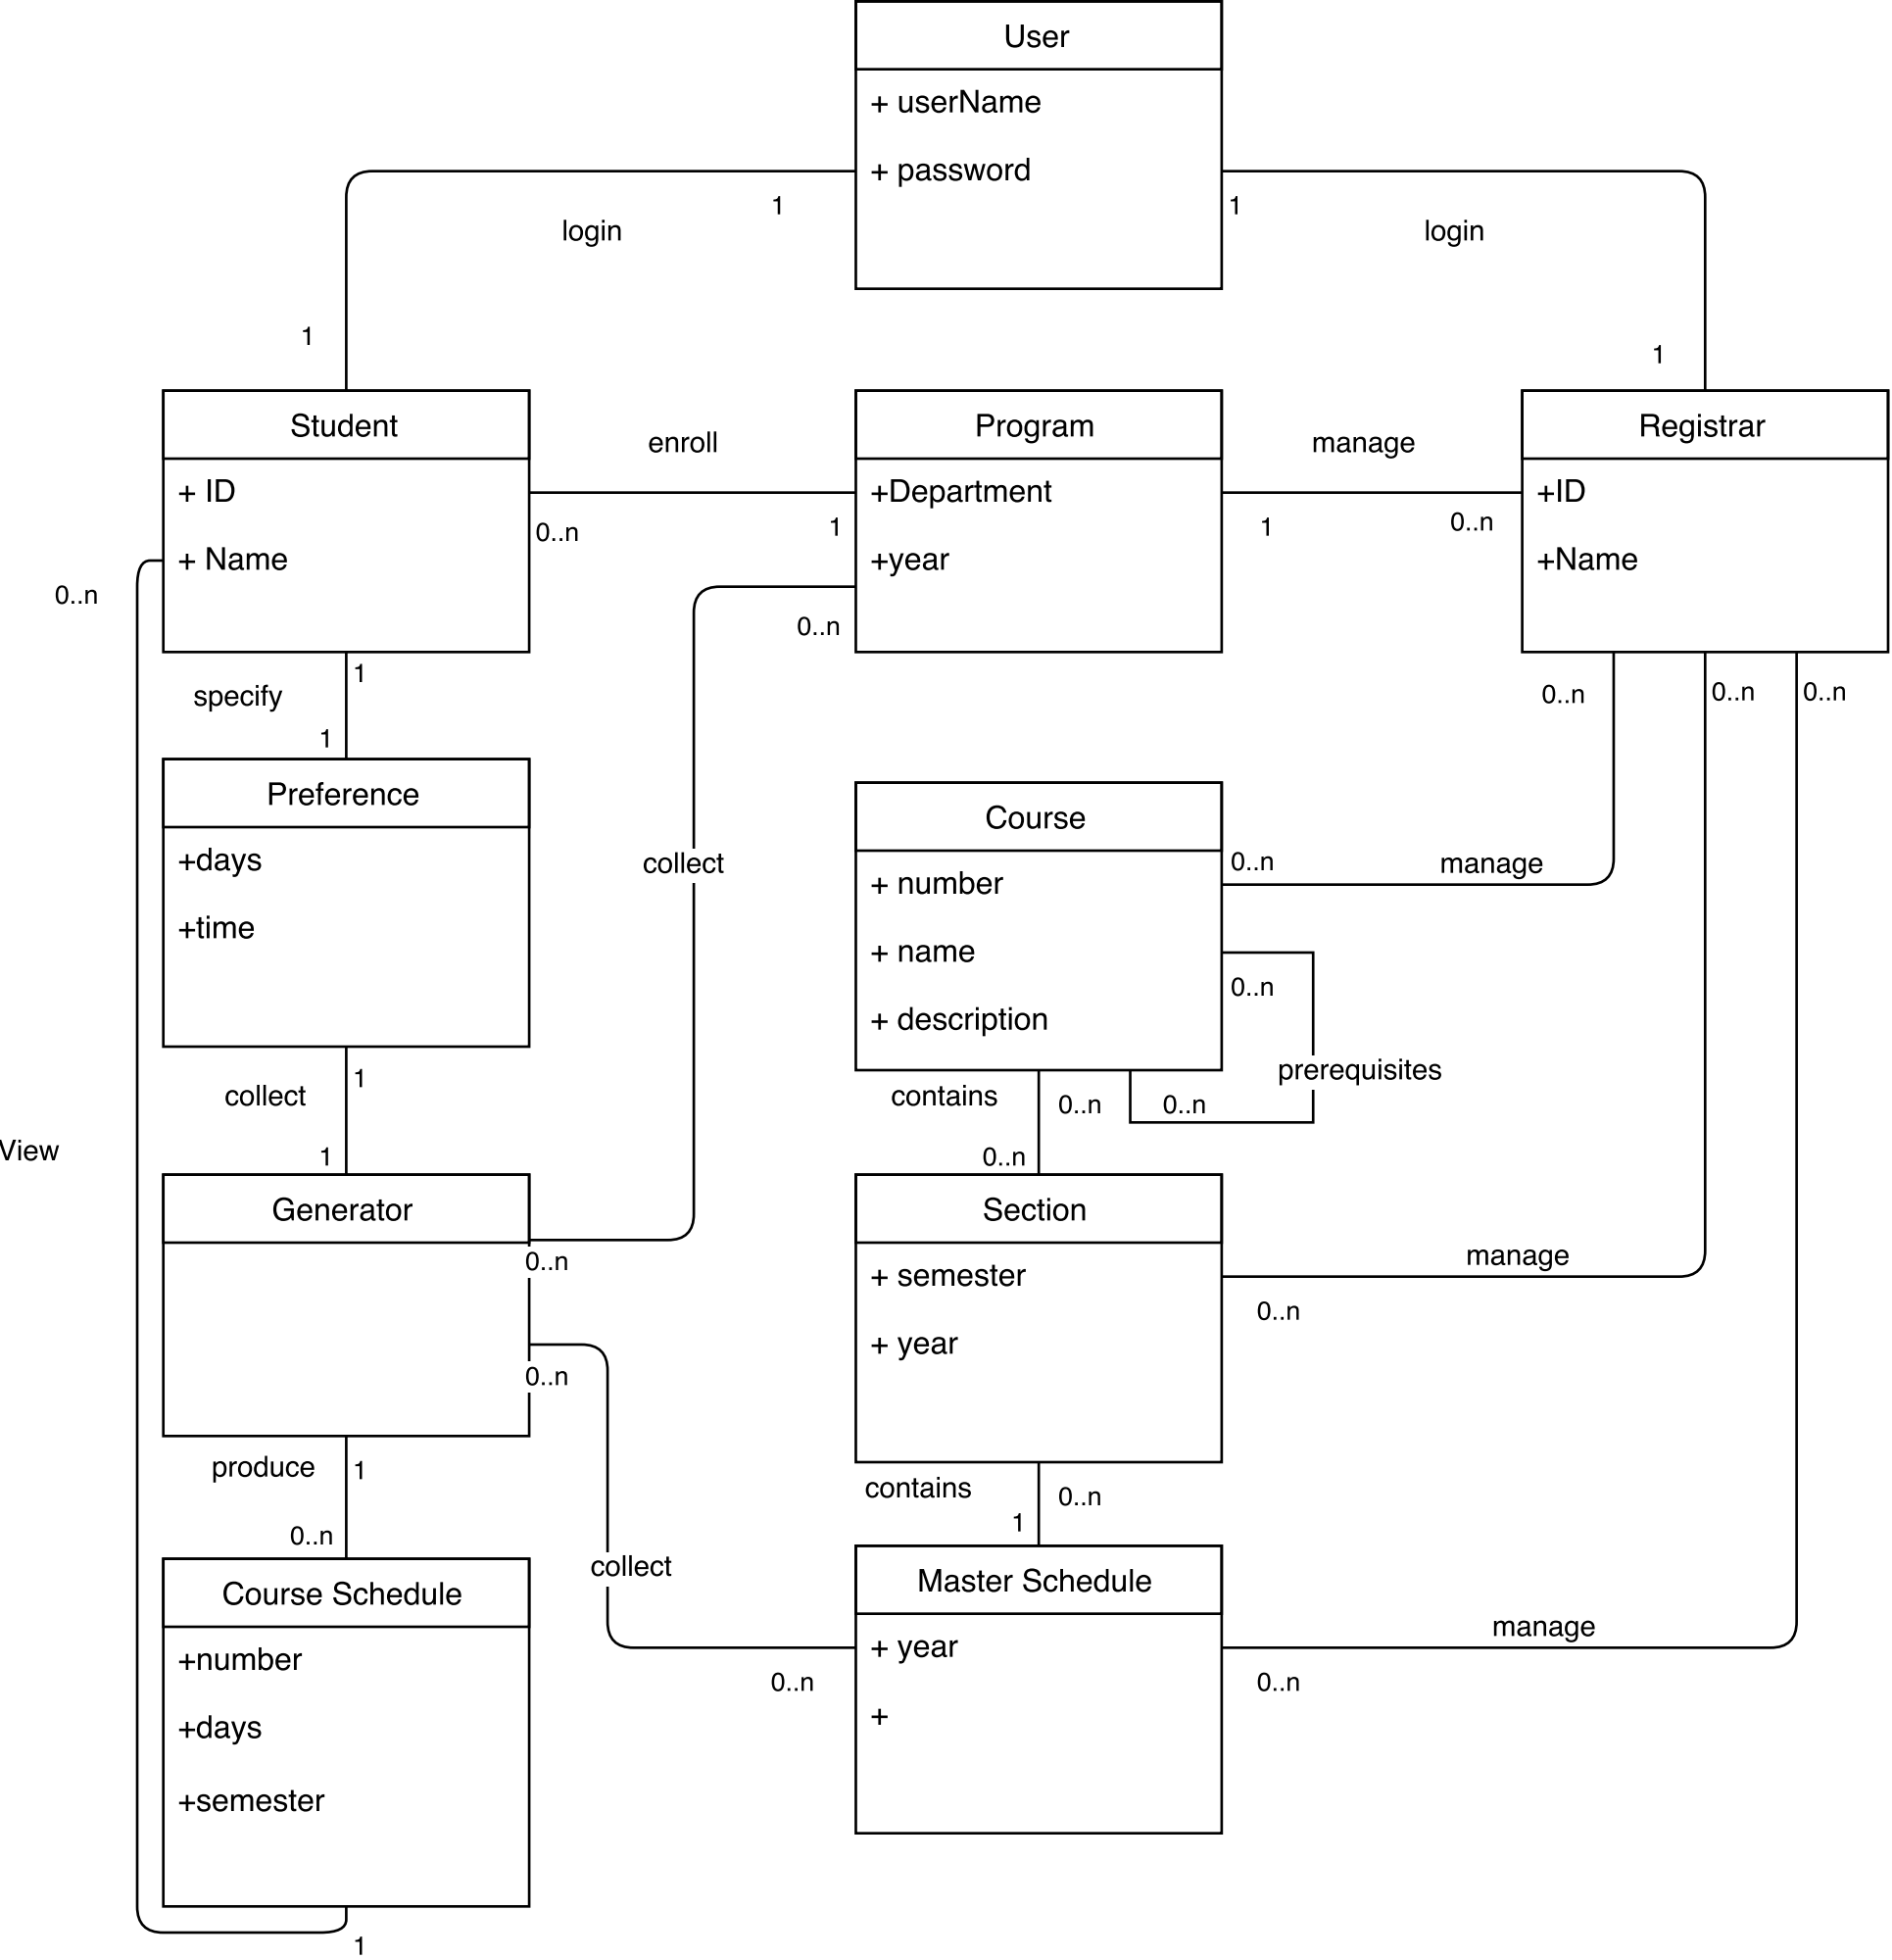 User
+ userName
+ password
1
1
login
login
1
1
Student
+ ID
+ Name
enroll
0..n
1
Program
+Department
+year
manage
1
0..n
Registrar
+ID
+Name
0..n
0..n
1
specify
1
0..n
0..n
0..n
Preference
+days
+time
collect
Course
+ number
+ name
+ description
0..n
manage
0..n
prerequisites
0..n
collect
1
1
contains
0..n
0..n
View
Generator
0..n
0..n
Section
+ semester
+ year
manage
0..n
produce
1
0..n
contains
0..n
1
collect
Course Schedule
+number
+days
+semester
Master Schedule
+ year
+
0..n
manage
0..n
1